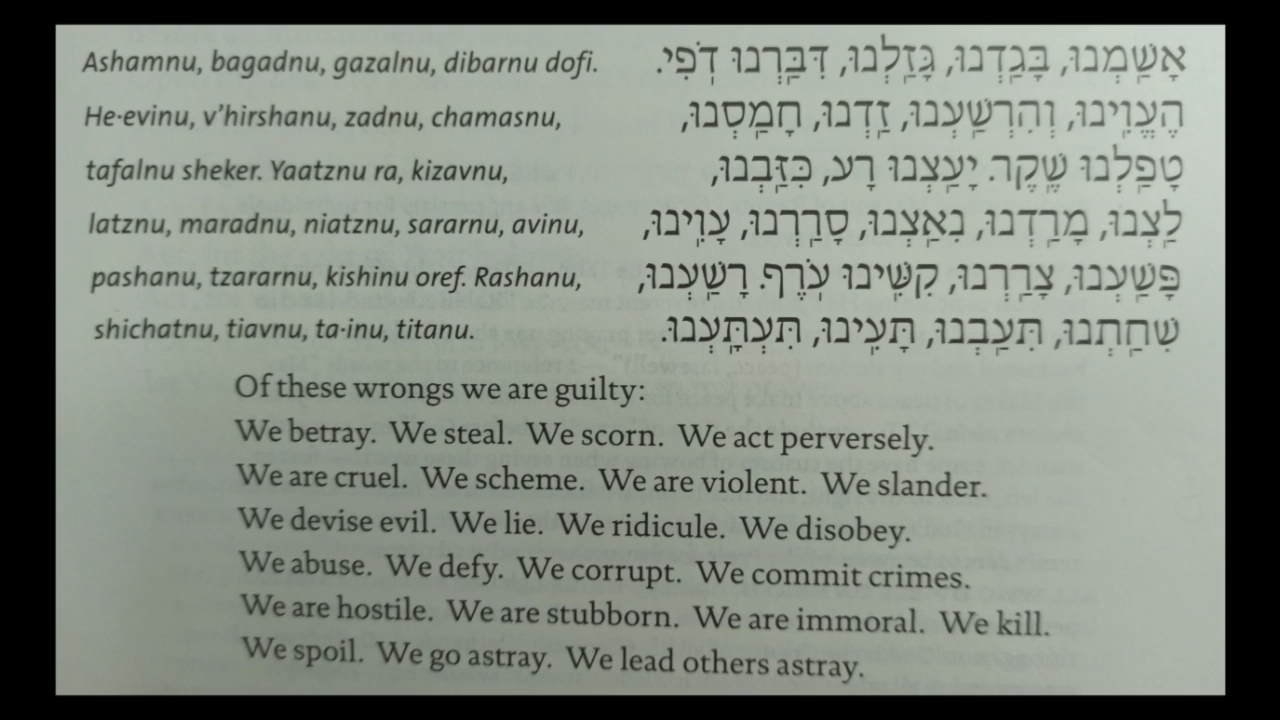 Ashamnu, bagadnu, gazalnu, dibarnu dofi.
He·evinu, v’hirshanu, zadnu, chamasnu,
tafalnu sheker. Yaatznu ra, kizavnu,
latznu, maradnu, niatznu, sararnu, avinu,
pashanu, tzararnu, kishinu oref. Rashanu,
shichatnu, tiavnu, ta·inu, titanu.
אָשַֽׁמְנוּ, בָּגַֽדְנוּ, גָּזַֽלְנוּ, דִּבַּֽרְנוּ דֹֽפִי.
הֶעֱוִֽינוּ, וְהִרְשַֽׁעְנוּ, זַֽדְנוּ, חָמַֽסְנוּ,
טָפַֽלְנוּ שֶֽׁקֶר. יָעַֽצְנוּ רָע, כִּזַּֽבְנוּ,
לַֽצְנוּ, מָרַֽדְנוּ, נִאַֽצְנוּ, סָרַֽרְנוּ, עָוִֽינוּ,
פָּשַֽׁעְנוּ, צָרַֽרְנוּ, קִשִּׁינוּ עֹֽרֶף. רָשַֽׁעְנוּ,
שִׁחַֽתְנוּ, תִּעַֽבְנוּ, תָּעִֽינוּ, תִּעְתָּֽעְנוּ.
Of these wrongs we are guilty:
We betray. We steal. We scorn. We act perversely.
We are cruel. We scheme. We are violent. We slander.
We devise evil. We lie. We ridicule. We disobey.
We abuse. We defy. We corrupt. We commit crimes.
We are hostile. We are stubborn. We are immoral. We kill.
We spoil. We go astray. We lead others astray.